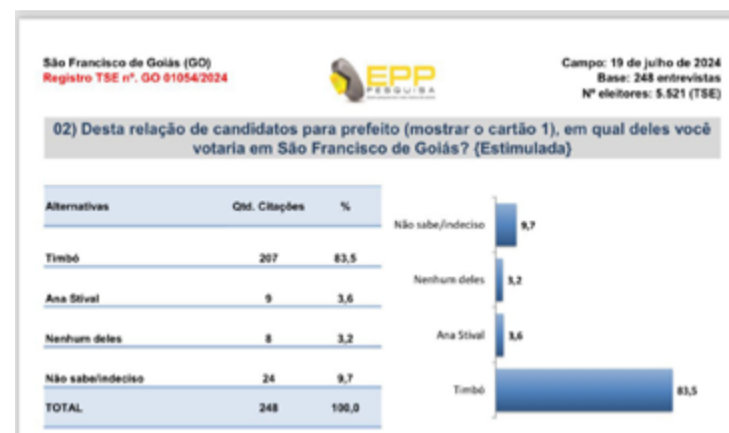 São Francisco de Goiás (GO)
Registro TSE nº. GO 01054/2024
EPP
PESQUISA
Campo: 19 de julho de 2024
Base: 248 entrevistas
Nº eleitores: 5.521 (TSE)
02) Desta relação de candidatos para prefeito (mostrar o cartão 1), em qual deles você
votaria em São Francisco de Goiás? {Estimulada}
Alternativas Qtd. Citações %
Timbó 207 83,5
Ana Stival 9 3,6
Nenhum deles 8 3,2
Não sabe/indeciso 24 9,7
TOTAL 248 100,0
Não sabe/indeciso 9,7
Nenhum deles 3,2
Ana Stival 3,6
Timbó 83,5